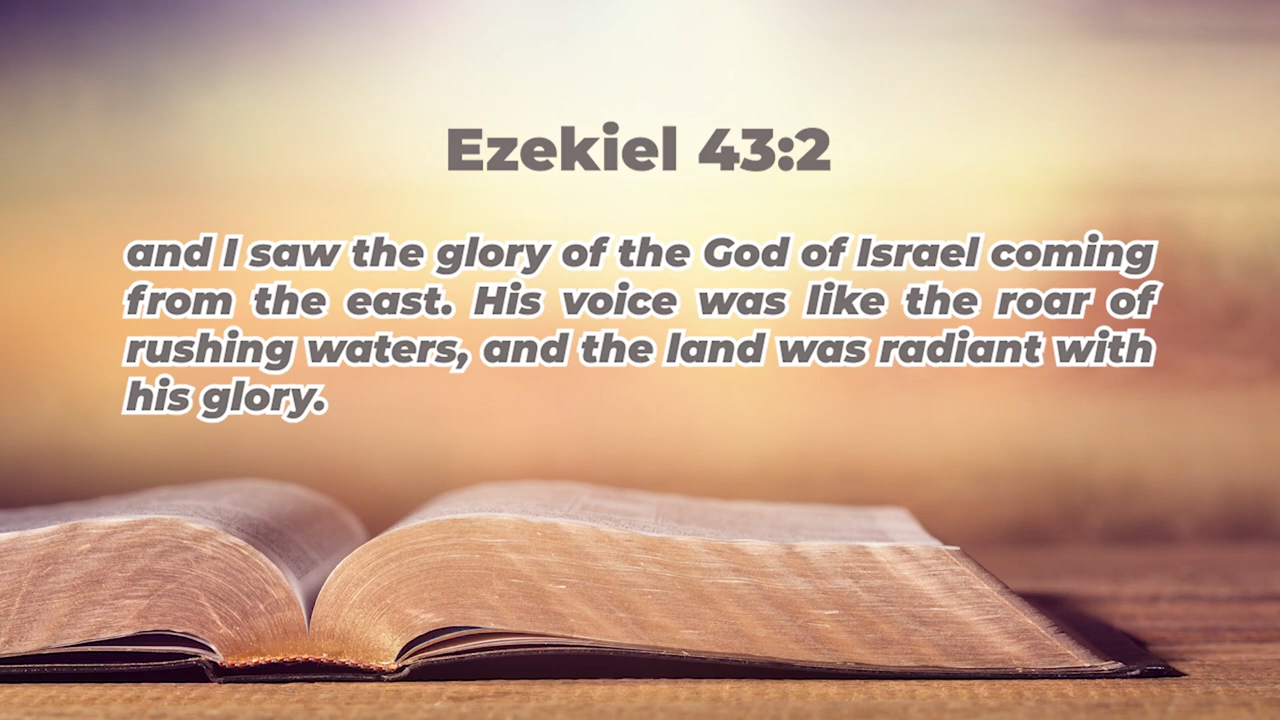 Ezekiel 43:2
and I saw the glory of the God of Israel coming
from the east. His voice was like the roar of
rushing waters, and the land was radiant with
his glory.